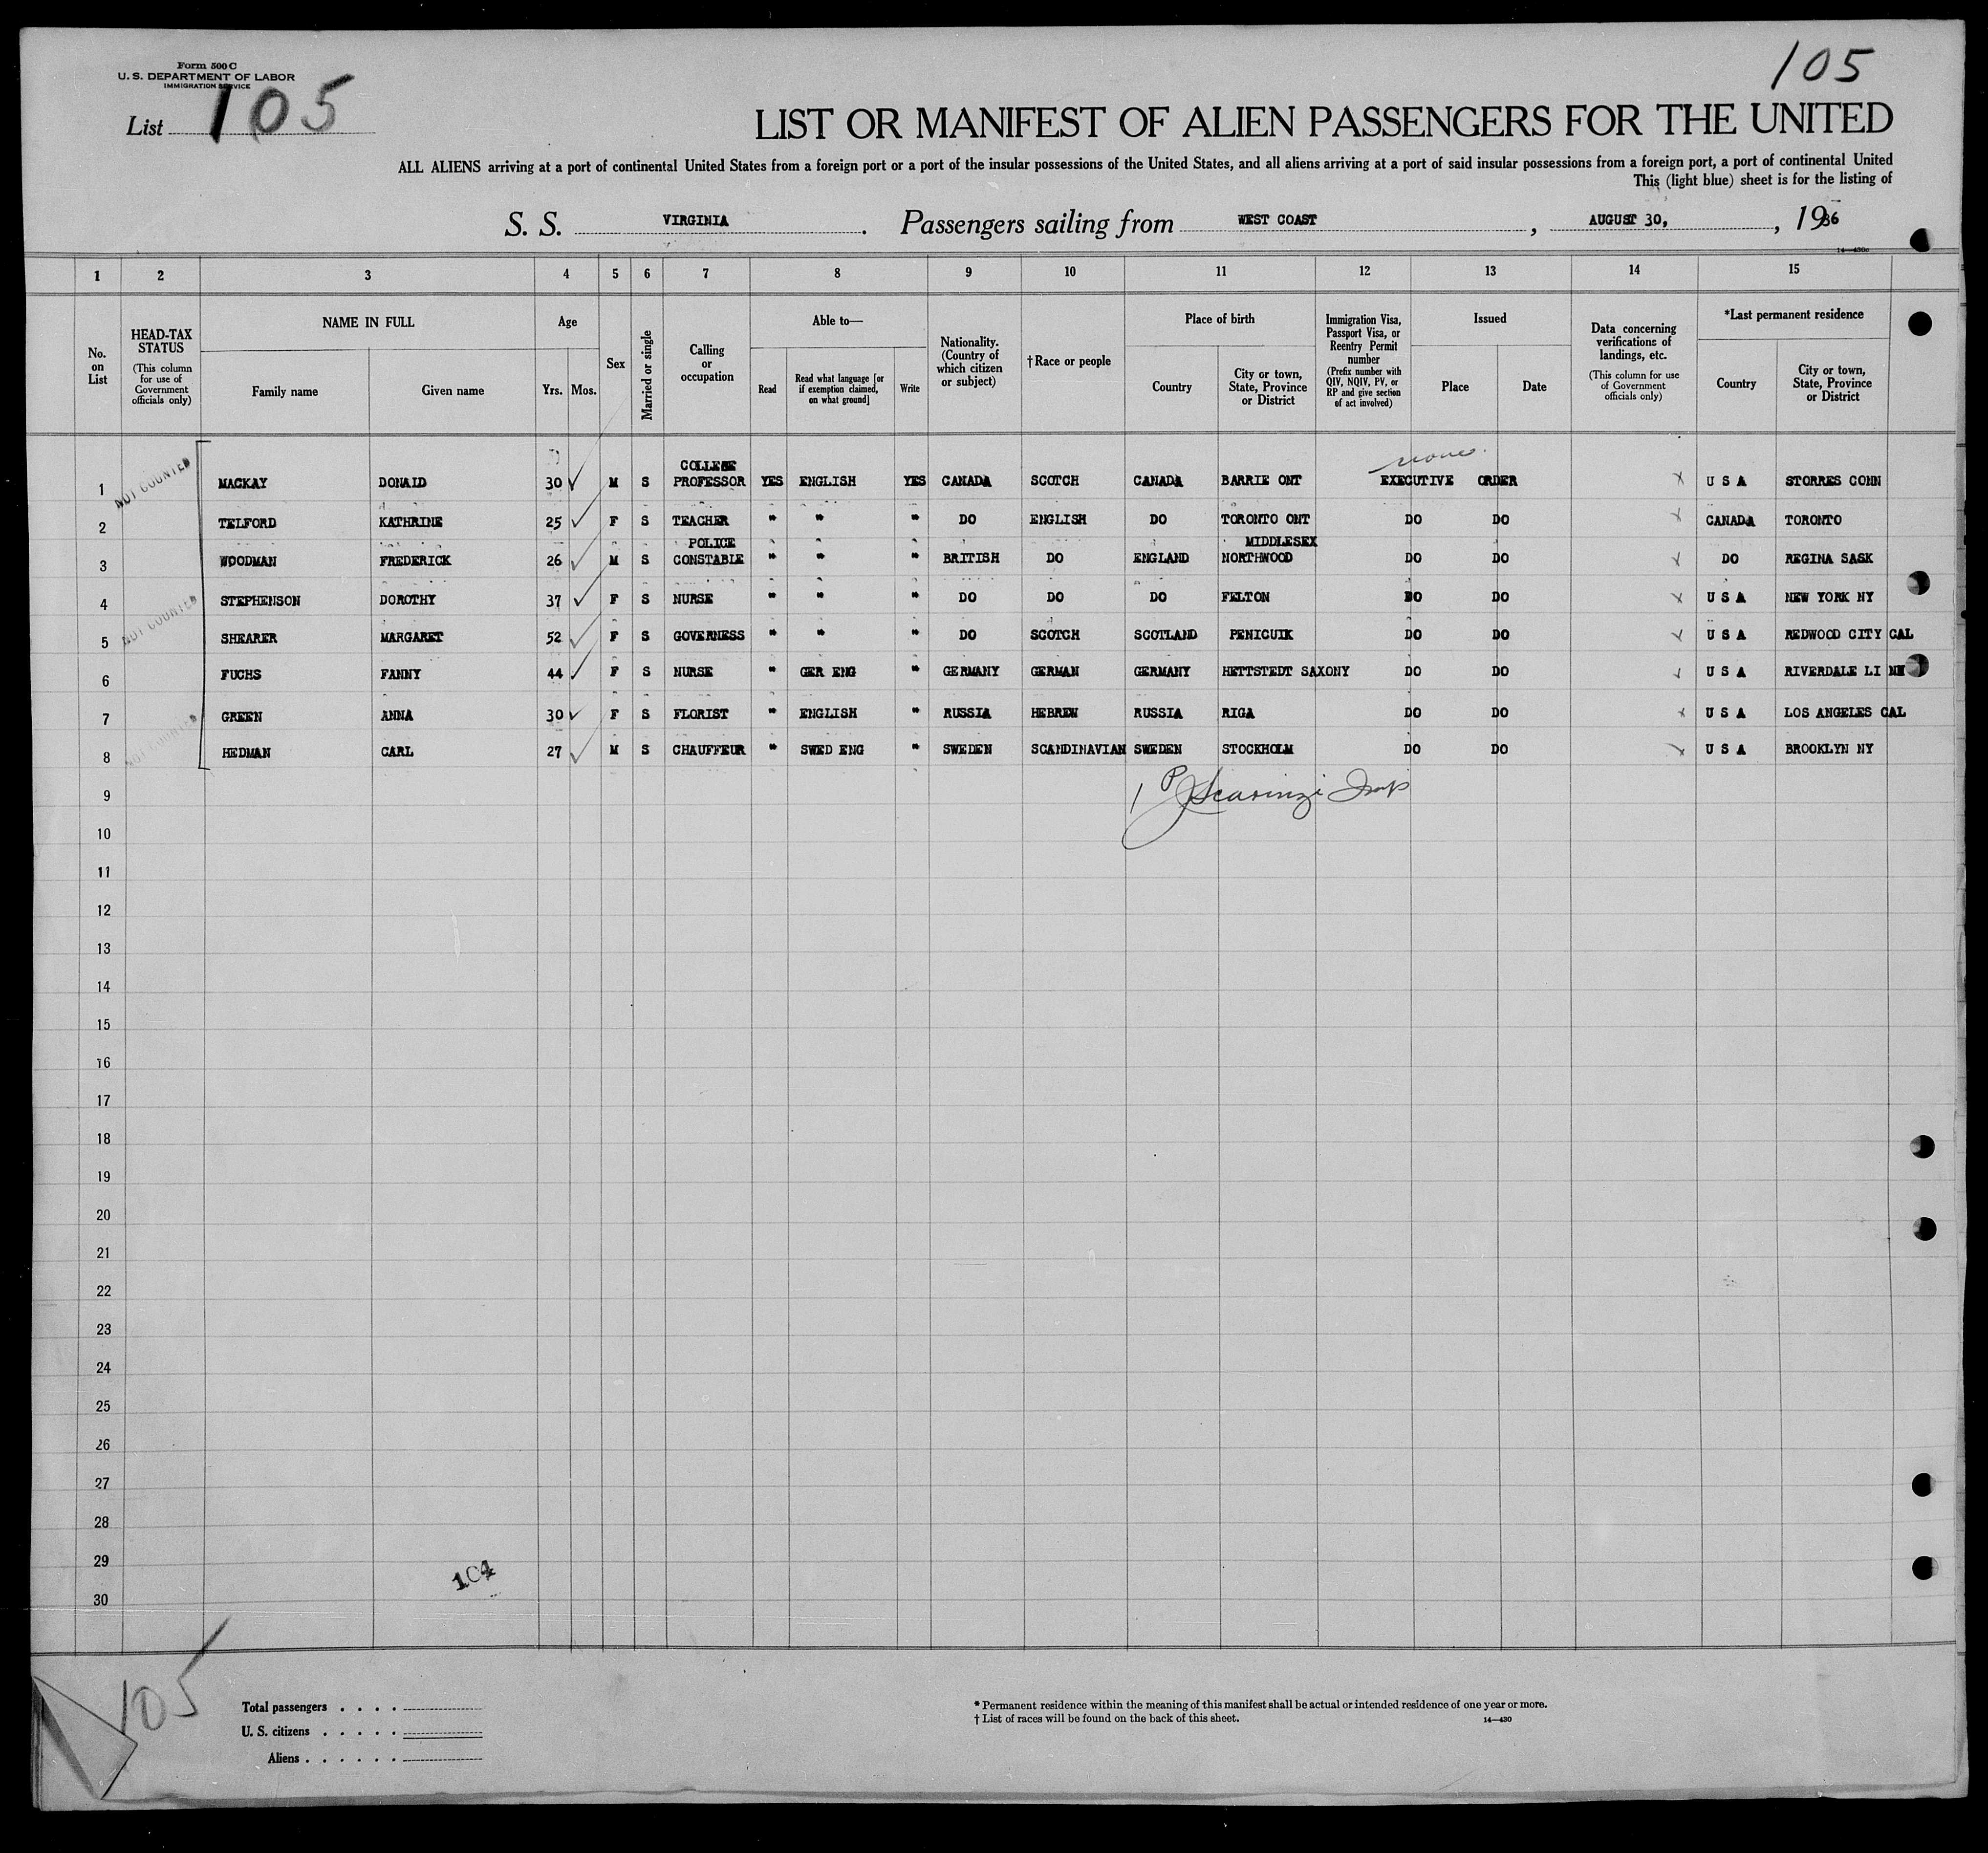 Form 500 C
U. S. DEPARTMENT OF LABOR
IMMIGRATION SERVICE
List 105
105
LIST OR MANIFEST OF ALIEN PASSENGERS FOR THE UNITED
ALL ALIENS arriving at a port of continental United States from a foreign port or a port of the insular possessions of the United States, and all aliens arriving at a port of said insular possessions from a foreign port, a port of continental United
This (light blue) sheet is for the listing of
S. S. VIRGINIA. Passengers sailing from WEST COAST, AUGUST 30, 1936
1 2 3 4 5 6 7 8 9 10 11 12 13 14 15
No. on List
HEAD-TAX STATUS
(This column for use of Government officials only)
NAME IN FULL
Family name Given name
Age
Yrs. Mos.
Sex
Married or single
Calling or occupation
Able to—
Read
Read what language [or if exemption claimed, on what ground]
Write
Nationality. (Country of which citizen or subject)
†Race or people
Place of birth
Country
City or town, State, Province or District
Immigration Visa, Passport Visa, or Reentry Permit number
(Prefix number with QIV, NQIV, PV, or RP and give section of act involved)
Issued
Place Date
Data concerning verifications of landings, etc.
(This column for use of Government officials only)
*Last permanent residence
Country
City or town, State, Province or District
NOT COUNTED
none.
COLLEGE
1 MACKAY DONALD 30 M S PROFESSOR YES ENGLISH YES CANADA SCOTCH CANADA BARRIE ONT EXECUTIVE ORDER U S A STORRES CONN
2 TELFORD KATHRINE 25 F S TEACHER " " " DO ENGLISH DO TORONTO ONT DO DO CANADA TORONTO
POLICE MIDDLESEX
3 WOODMAN FREDERICK 26 M S CONSTABLE " " " BRITISH DO ENGLAND NORTHWOOD DO DO DO REGINA SASK
NOT COUNTED
4 STEPHENSON DOROTHY 37 F S NURSE " " " DO DO DO FELTON DO DO U S A NEW YORK NY
5 SHEARER MARGARET 52 F S GOVERNESS " " " DO SCOTCH SCOTLAND PENICUIK DO DO U S A REDWOOD CITY CAL
6 FUCHS FANNY 44 F S NURSE " GER ENG " GERMANY GERMAN GERMANY HETTSTEDT SAXONY DO DO U S A RIVERDALE LI
NOT COUNTED
7 GREEN ANNA 30 F S FLORIST " ENGLISH " RUSSIA HEBREW RUSSIA RIGA DO DO U S A LOS ANGELES CAL
8 HEDMAN CARL 27 M S CHAUFFEUR " SWED ENG " SWEDEN SCANDINAVIAN SWEDEN STOCKHOLM DO DO U S A BROOKLYN NY
9
10
11
12
13
14
15
16
17
18
19
20
21
22
23
24
25
26
27
28
29
30
104
105
Total passengers . . . .
U. S. citizens . . . . .
Aliens . . . . . .
* Permanent residence within the meaning of this manifest shall be actual or intended residence of one year or more.
† List of races will be found on the back of this sheet.
14—430